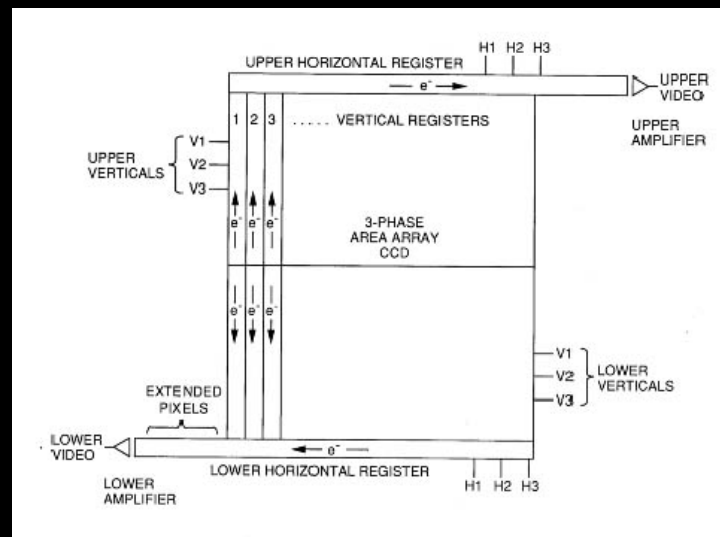 H1 H2 H3
UPPER HORIZONTAL REGISTER
e-
UPPER
VIDEO
UPPER
AMPLIFIER
1 2 3 ..... VERTICAL REGISTERS
UPPER
VERTICALS
V1
V2
V3
e- e- e-
3-PHASE
AREA ARRAY
CCD
e- e- e-
V1
V2
V3
LOWER
VERTICALS
EXTENDED
PIXELS
LOWER
VIDEO
e-
LOWER HORIZONTAL REGISTER
H1 H2 H3
LOWER
AMPLIFIER